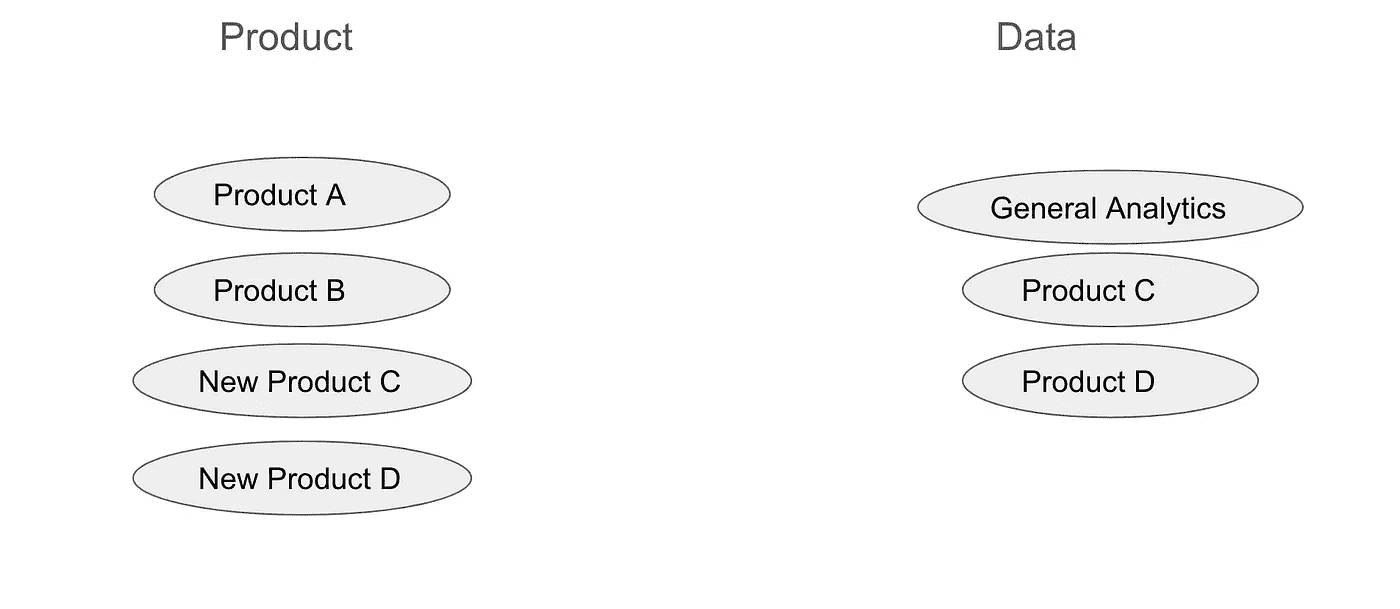 Product
Product A
Product B
New Product C
New Product D
Data
General Analytics
Product C
Product D